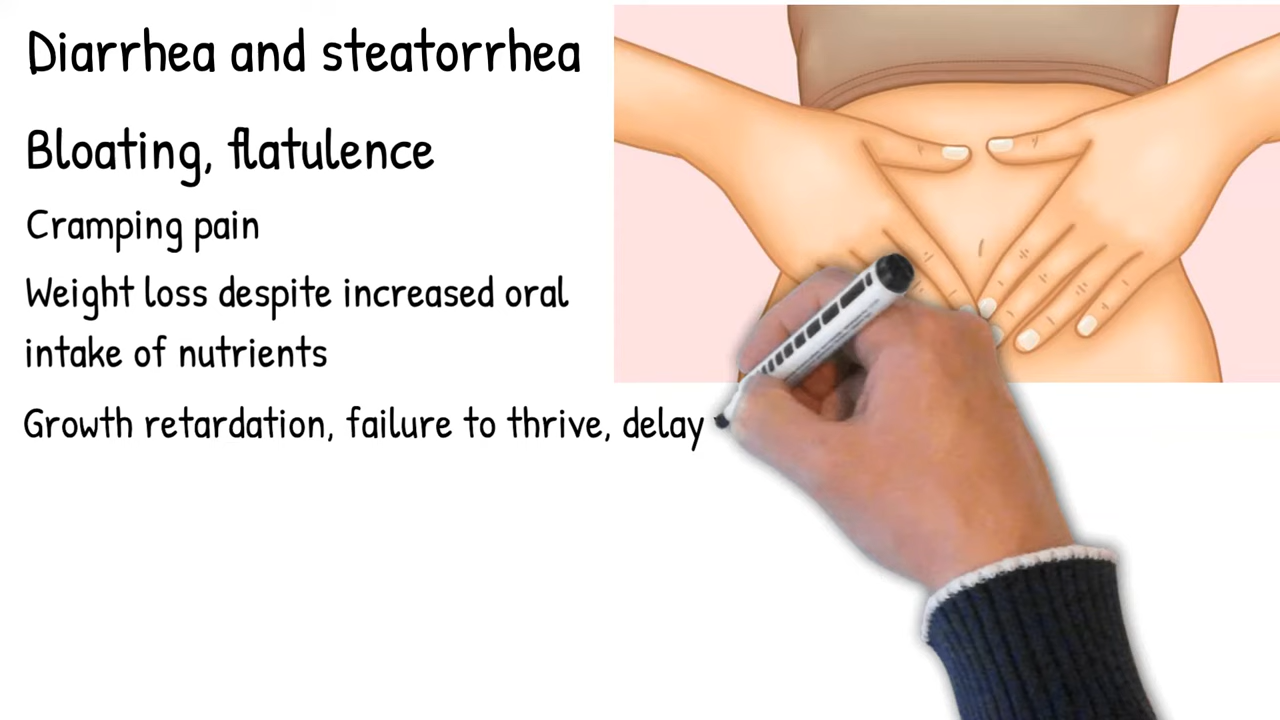 Diarrhea and steatorrhea
Bloating, flatulence
Cramping pain
Weight loss despite increased oral
intake of nutrients
Growth retardation, failure to thrive, delay